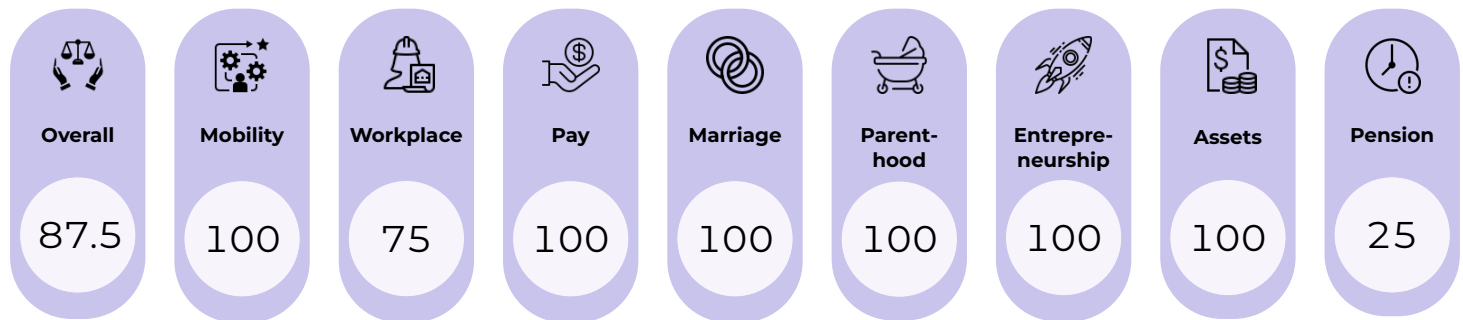 Overall
87.5
Mobility
100
Workplace
75
$
Pay
100
Marriage
100
Parent-
hood
100
Entrepre-
neurship
100
$
Assets
100
!
Pension
25